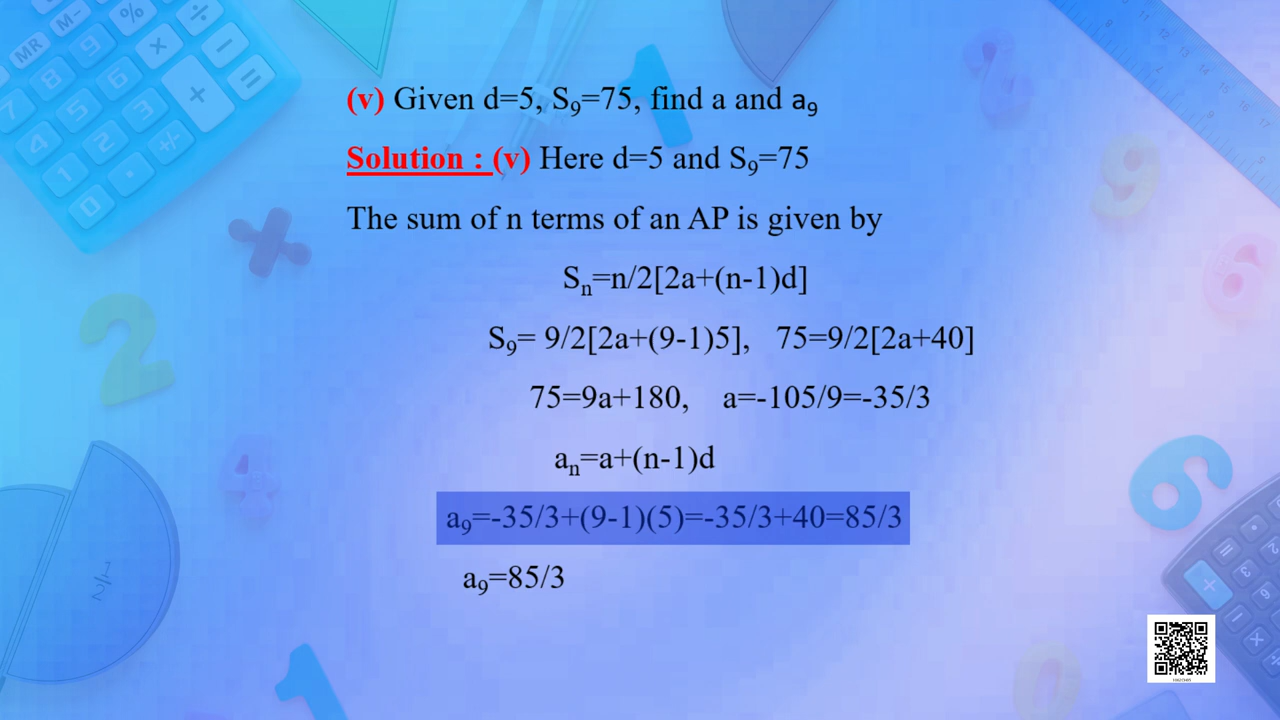 (v) Given d=5, S₉=75, find a and a₉
Solution : (v) Here d=5 and S₉=75
The sum of n terms of an AP is given by
Sₙ=n/2[2a+(n-1)d]
S₉= 9/2[2a+(9-1)5], 75=9/2[2a+40]
75=9a+180, a=-105/9=-35/3
aₙ=a+(n-1)d
a₉=-35/3+(9-1)(5)=-35/3+40=85/3
a₉=85/3